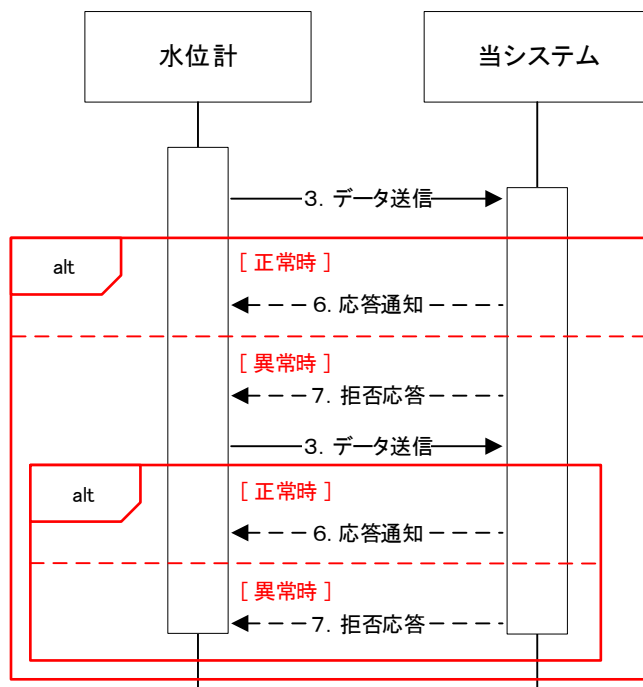 水位計
当システム
3. データ送信
alt
[ 正常時 ]
6. 応答通知
[ 異常時 ]
7. 拒否応答
3. データ送信
alt
[ 正常時 ]
6. 応答通知
[ 異常時 ]
7. 拒否応答